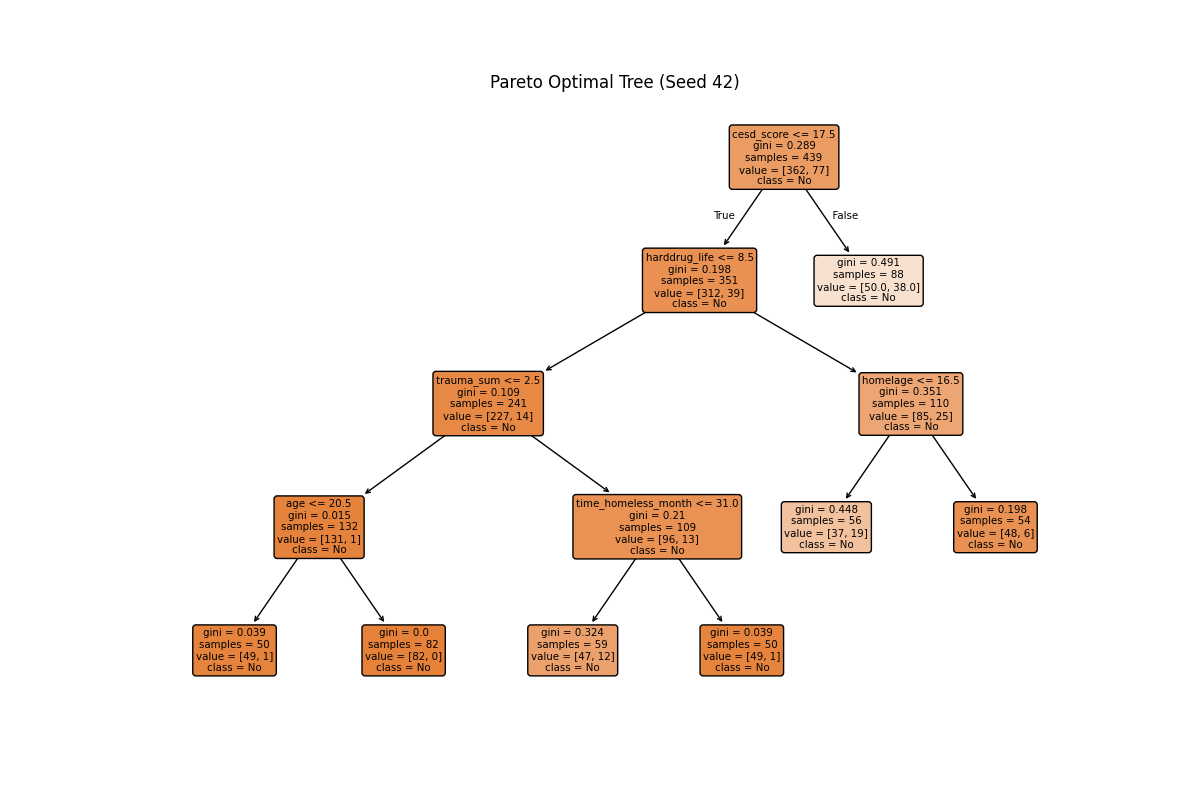 Pareto Optimal Tree (Seed 42)
cesd_score <= 17.5
gini = 0.289
samples = 439
value = [362, 77]
class = No
True
False
harddrug_life <= 8.5
gini = 0.198
samples = 351
value = [312, 39]
class = No
gini = 0.491
samples = 88
value = [50.0, 38.0]
class = No
trauma_sum <= 2.5
gini = 0.109
samples = 241
value = [227, 14]
class = No
homelage <= 16.5
gini = 0.351
samples = 110
value = [85, 25]
class = No
age <= 20.5
gini = 0.015
samples = 132
value = [131, 1]
class = No
time_homeless_month <= 31.0
gini = 0.21
samples = 109
value = [96, 13]
class = No
gini = 0.448
samples = 56
value = [37, 19]
class = No
gini = 0.198
samples = 54
value = [48, 6]
class = No
gini = 0.039
samples = 50
value = [49, 1]
class = No
gini = 0.0
samples = 82
value = [82, 0]
class = No
gini = 0.324
samples = 59
value = [47, 12]
class = No
gini = 0.039
samples = 50
value = [49, 1]
class = No